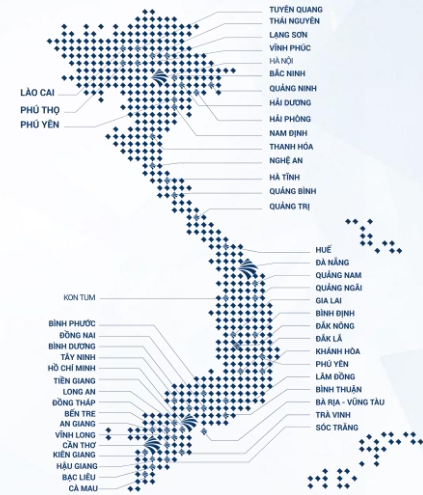 TUYÊN QUANG
THÁI NGUYÊN
LẠNG SƠN
VĨNH PHÚC
HÀ NỘI
BẮC NINH
QUẢNG NINH
HẢI DƯƠNG
HẢI PHÒNG
NAM ĐỊNH
THANH HÓA
NGHỆ AN
HÀ TĨNH
QUẢNG BÌNH
QUẢNG TRỊ
LÀO CAI
PHÚ THỌ
PHÚ YÊN
HUẾ
ĐÀ NẴNG
QUẢNG NAM
QUẢNG NGÃI
GIA LAI
BÌNH ĐỊNH
ĐĂK NÔNG
ĐĂK LĂ
KHÁNH HÒA
PHÚ YÊN
LÂM ĐỒNG
BÌNH THUẬN
BÀ RỊA - VŨNG TÀU
TRÀ VINH
SÓC TRĂNG
KON TUM
BÌNH PHƯỚC
ĐỒNG NAI
BÌNH DƯƠNG
TÂY NINH
HỒ CHÍ MINH
TIỀN GIANG
LONG AN
ĐỒNG THÁP
BẾN TRE
AN GIANG
VĨNH LONG
CẦN THƠ
KIÊN GIANG
HẬU GIANG
BẠC LIÊU
CÀ MAU